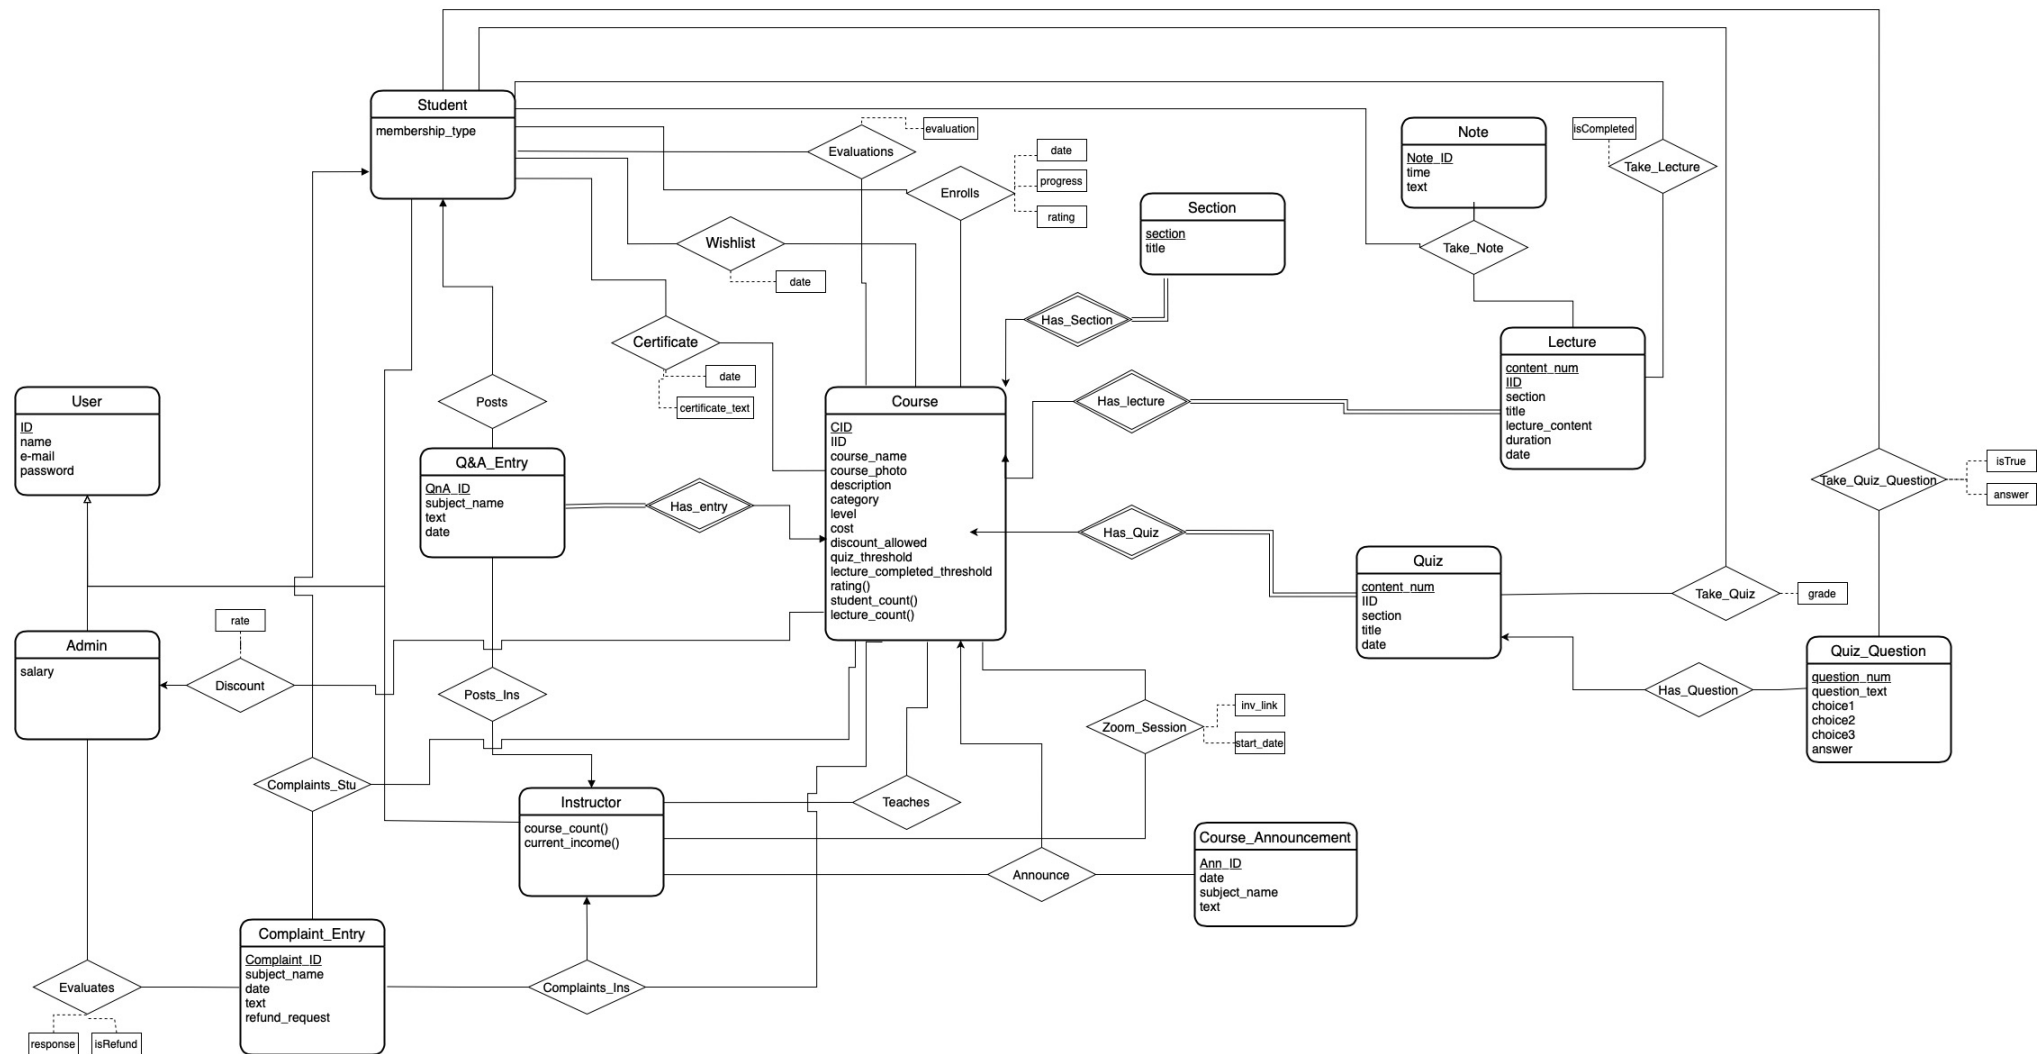 Student
membership_type
evaluation
Evaluations
date
progress
rating
Enrolls
Note
Note_ID
time
text
isCompleted
Take_Lecture
Section
section
title
Wishlist
date
Take_Note
Has_Section
Certificate
date
certificate_text
Lecture
content_num
IID
section
title
lecture_content
duration
date
User
ID
name
e-mail
password
Posts
Course
CID
IID
course_name
course_photo
description
category
level
cost
discount_allowed
quiz_threshold
lecture_completed_threshold
rating()
student_count()
lecture_count()
Has_lecture
Q&A_Entry
QnA_ID
subject_name
text
date
Has_entry
Has_Quiz
Take_Quiz_Question
isTrue
answer
Quiz
content_num
IID
section
title
date
Take_Quiz
grade
Admin
salary
rate
Discount
Posts_Ins
Has_Question
Quiz_Question
question_num
question_text
choice1
choice2
choice3
answer
Zoom_Session
inv_link
start_date
Complaints_Stu
Instructor
course_count()
current_income()
Teaches
Announce
Course_Announcement
Ann_ID
date
subject_name
text
Complaint_Entry
Complaint_ID
subject_name
date
text
refund_request
Evaluates
response
isRefund
Complaints_Ins